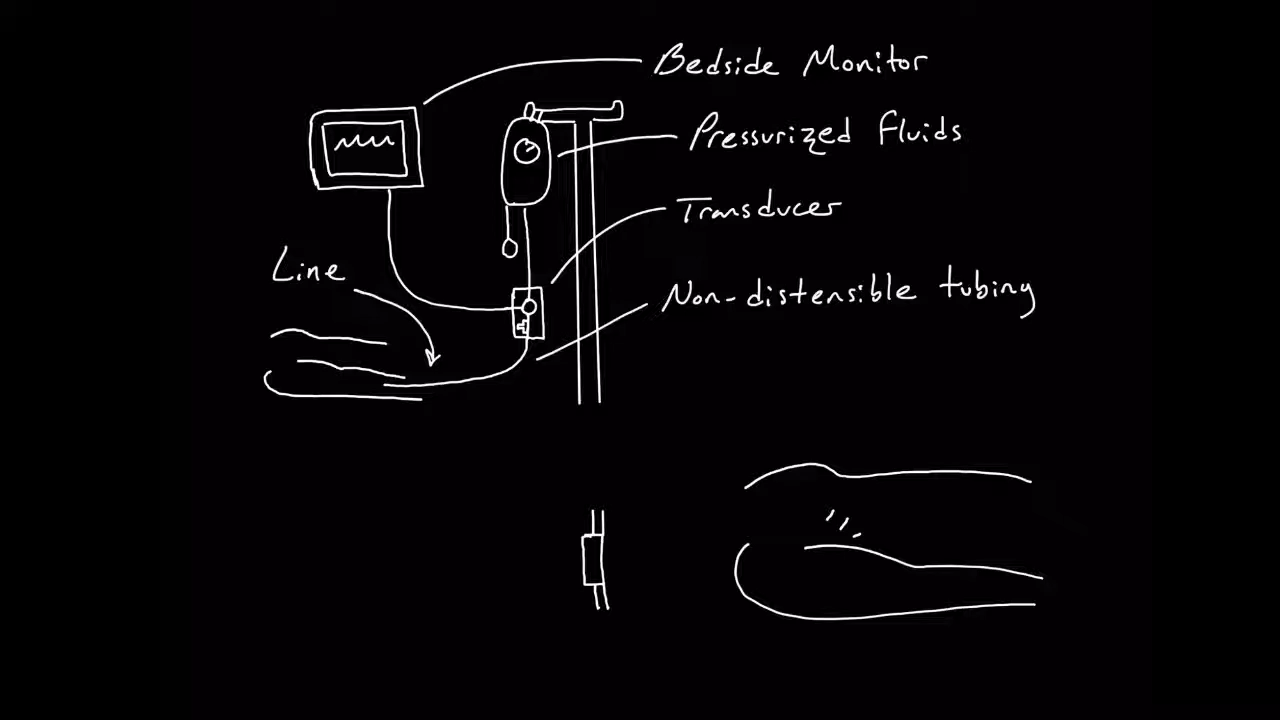 Bedside Monitor
Pressurized fluids
Transducer
Line
Non-distensible tubing